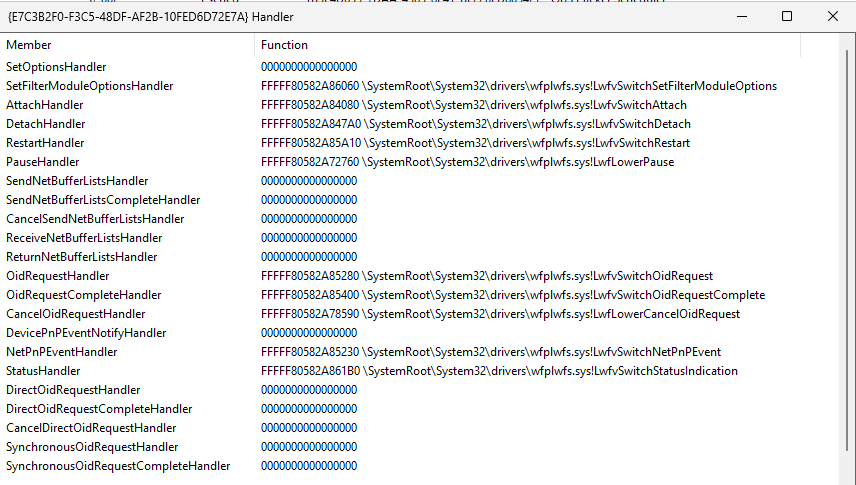 {E7C3B2F0-F3C5-48DF-AF2B-10FED6D72E7A} Handler
Member Function
SetOptionsHandler 0000000000000000
SetFilterModuleOptionsHandler FFFFF80582A86060 \SystemRoot\System32\drivers\wfplwfs.sys!LwfvSwitchSetFilterModuleOptions
AttachHandler FFFFF80582A84080 \SystemRoot\System32\drivers\wfplwfs.sys!LwfvSwitchAttach
DetachHandler FFFFF80582A847A0 \SystemRoot\System32\drivers\wfplwfs.sys!LwfvSwitchDetach
RestartHandler FFFFF80582A85A10 \SystemRoot\System32\drivers\wfplwfs.sys!LwfvSwitchRestart
PauseHandler FFFFF80582A72760 \SystemRoot\System32\drivers\wfplwfs.sys!LwfLowerPause
SendNetBufferListsHandler 0000000000000000
SendNetBufferListsCompleteHandler 0000000000000000
CancelSendNetBufferListsHandler 0000000000000000
ReceiveNetBufferListsHandler 0000000000000000
ReturnNetBufferListsHandler 0000000000000000
OidRequestHandler FFFFF80582A85280 \SystemRoot\System32\drivers\wfplwfs.sys!LwfvSwitchOidRequest
OidRequestCompleteHandler FFFFF80582A85400 \SystemRoot\System32\drivers\wfplwfs.sys!LwfvSwitchOidRequestComplete
CancelOidRequestHandler FFFFF80582A78590 \SystemRoot\System32\drivers\wfplwfs.sys!LwfLowerCancelOidRequest
DevicePnPEventNotifyHandler 0000000000000000
NetPnPEventHandler FFFFF80582A85230 \SystemRoot\System32\drivers\wfplwfs.sys!LwfvSwitchNetPnPEvent
StatusHandler FFFFF80582A861B0 \SystemRoot\System32\drivers\wfplwfs.sys!LwfvSwitchStatusIndication
DirectOidRequestHandler 0000000000000000
DirectOidRequestCompleteHandler 0000000000000000
CancelDirectOidRequestHandler 0000000000000000
SynchronousOidRequestHandler 0000000000000000
SynchronousOidRequestCompleteHandler 0000000000000000